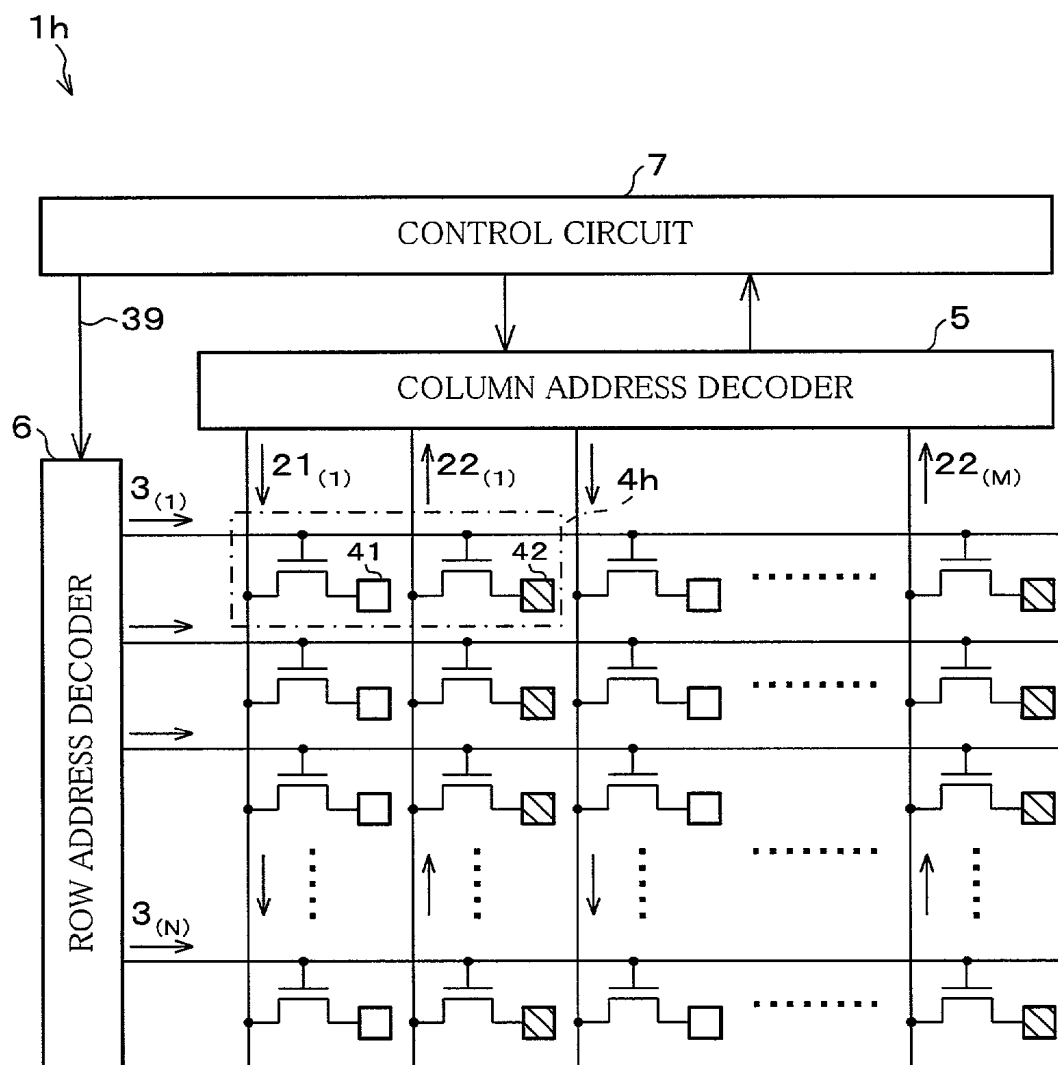 1h
7
CONTROL CIRCUIT
39
5
COLUMN ADDRESS DECODER
6
21(1)
22(1)
4h
22(M)
3(1)
41
42
ROW ADDRESS DECODER
3(N)